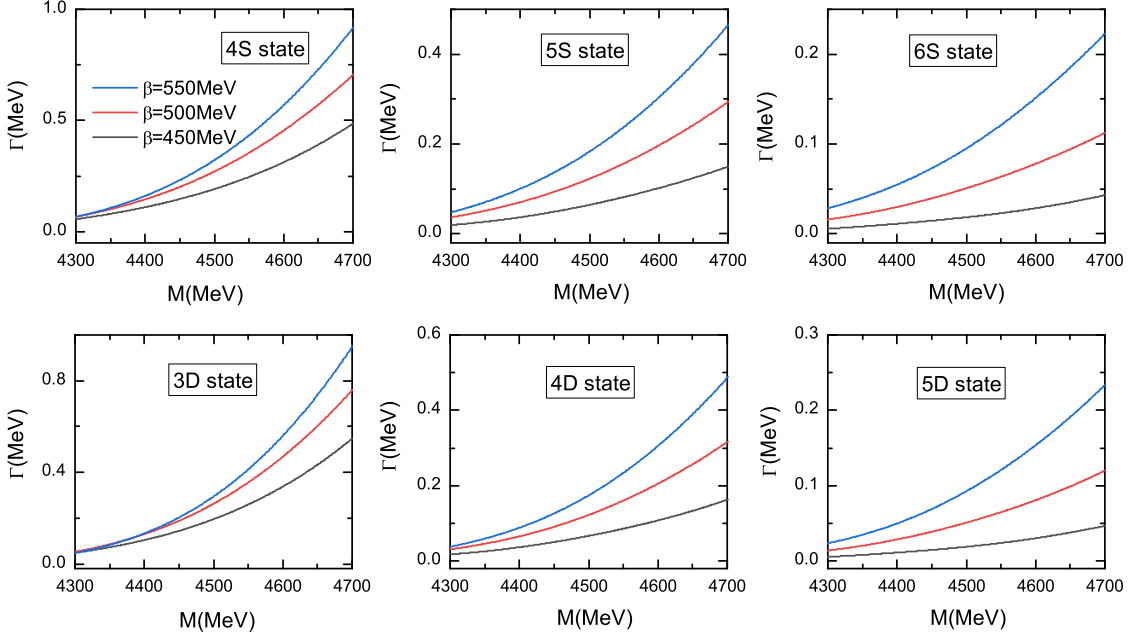 1.0
0.5
0.0
Γ(MeV)
4S state
β=550MeV
β=500MeV
β=450MeV
4300 4400 4500 4600 4700
M(MeV)
0.4
0.2
0.0
Γ(MeV)
5S state
4300 4400 4500 4600 4700
M(MeV)
0.2
0.1
0.0
Γ(MeV)
6S state
4300 4400 4500 4600 4700
M(MeV)
0.8
0.4
0.0
Γ(MeV)
3D state
4300 4400 4500 4600 4700
M(MeV)
0.6
0.4
0.2
0.0
Γ(MeV)
4D state
4300 4400 4500 4600 4700
M(MeV)
0.3
0.2
0.1
0.0
Γ(MeV)
5D state
4300 4400 4500 4600 4700
M(MeV)